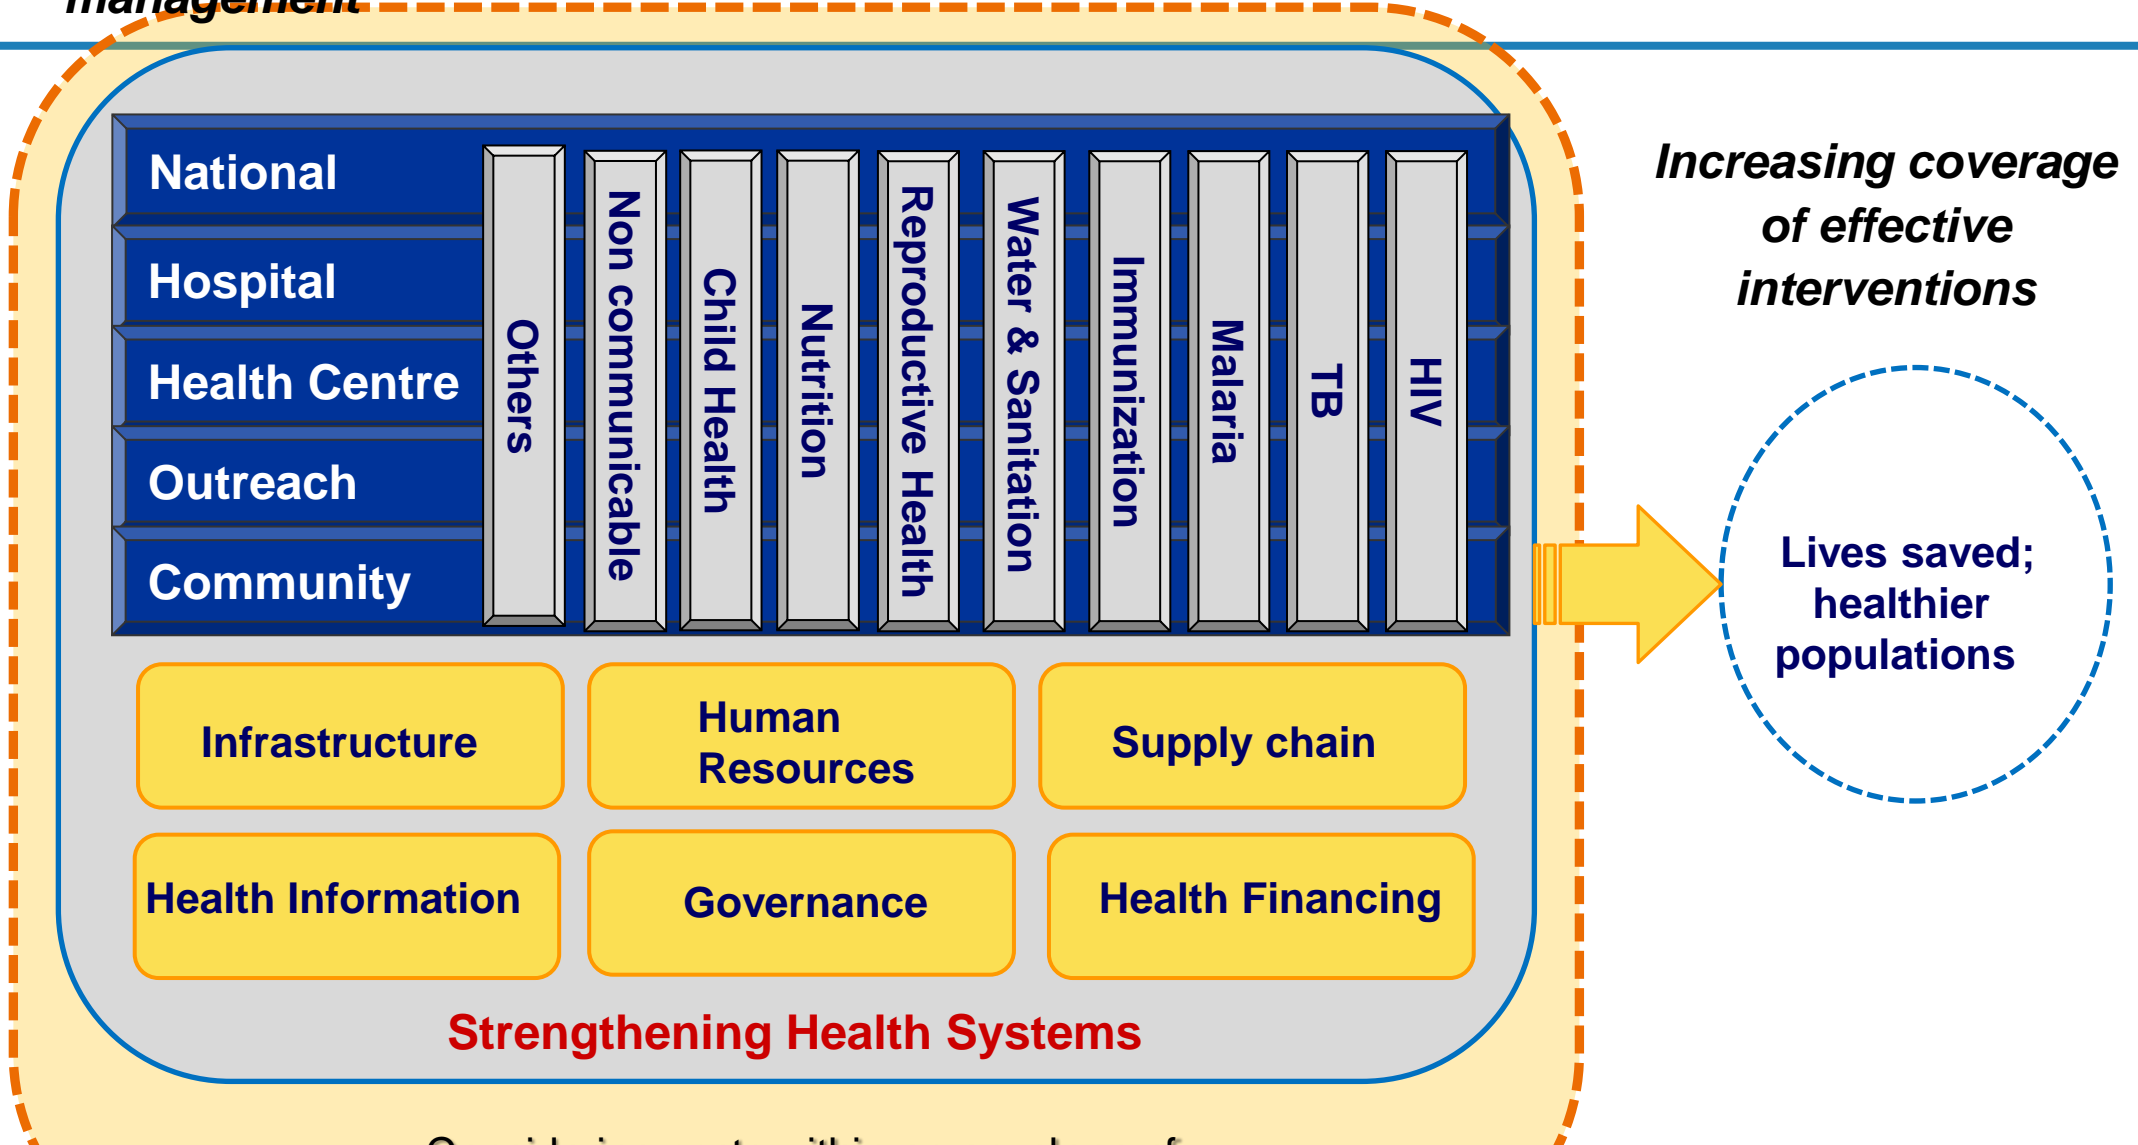 management
National
Hospital
Health Centre
Outreach
Community
Others
Non communicable
Child Health
Nutrition
Reproductive Health
Water & Sanitation
Immunization
Malaria
TB
HIV
Infrastructure
Human
Resources
Supply chain
Health Information
Governance
Health Financing
Strengthening Health Systems
Increasing coverage
of effective
interventions
Lives saved;
healthier
populations